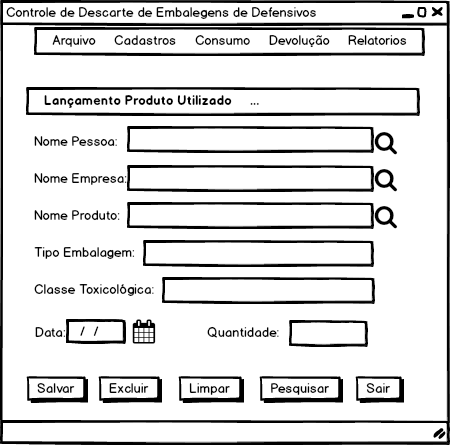 Controle de Descarte de Embalegens de Defensivos
Arquivo Cadastros Consumo Devolução Relatorios
Lançamento Produto Utilizado ...
Nome Pessoa:
Nome Empresa:
Nome Produto:
Tipo Embalagem:
Classe Toxicológica:
Data: / / Quantidade:
Salvar Excluir Limpar Pesquisar Sair